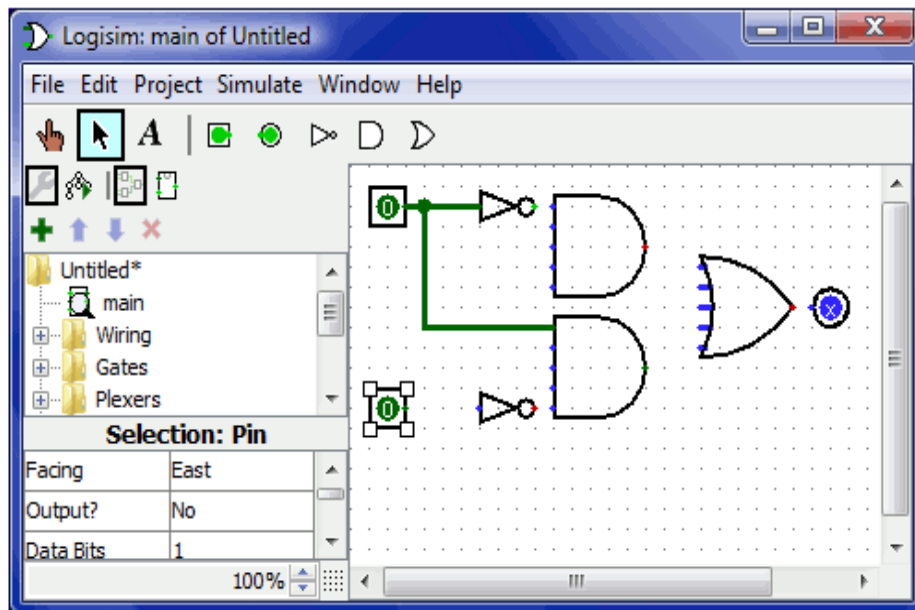 Logisim: main of Untitled
File Edit Project Simulate Window Help
A
Untitled*
main
Wiring
Gates
Plexers
Selection: Pin
Facing East
Output? No
Data Bits 1
100%
0
0
x